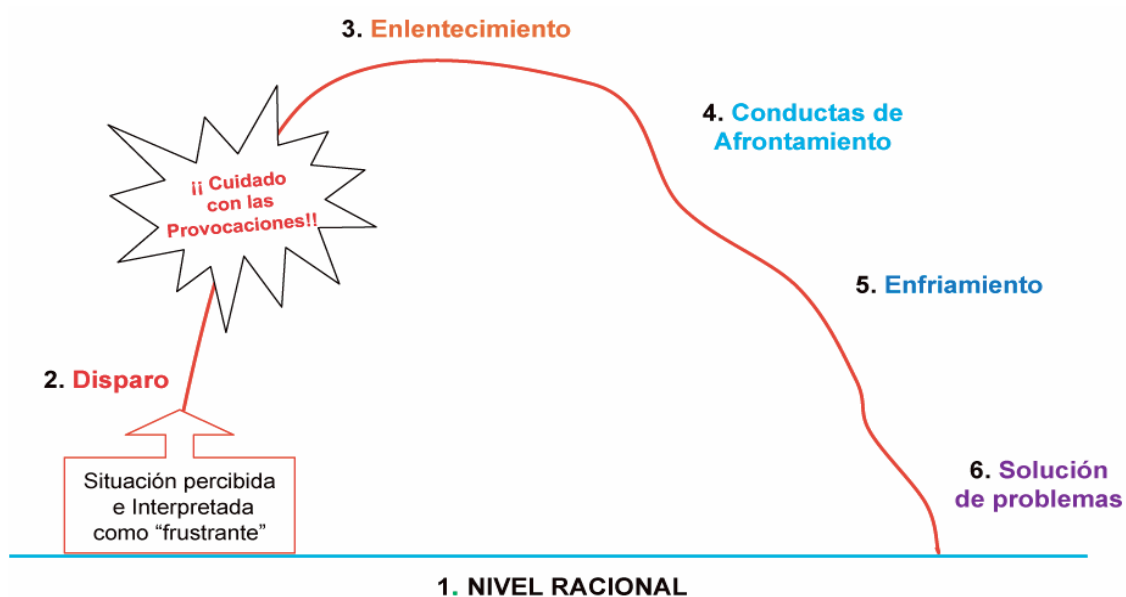 3. Enlentecimiento
4. Conductas de
Afrontamiento
¡¡ Cuidado
con las
Provocaciones!!
5. Enfriamiento
2. Disparo
Situación percibida
e Interpretada
como “frustrante”
6. Solución
de problemas
1. NIVEL RACIONAL